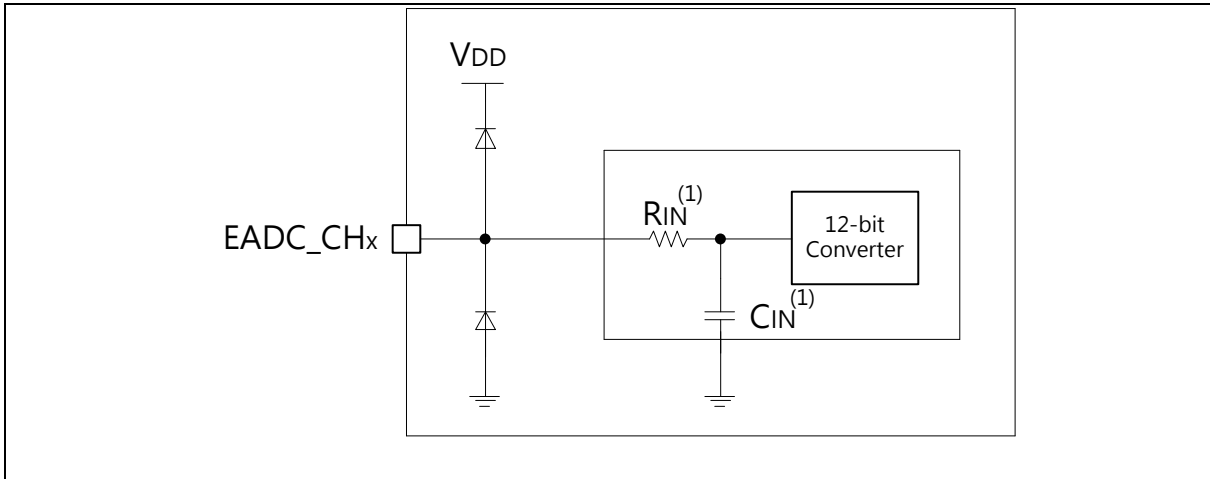 VDD
EADC_CHx
RIN(1)
12-bit
Converter
CIN(1)